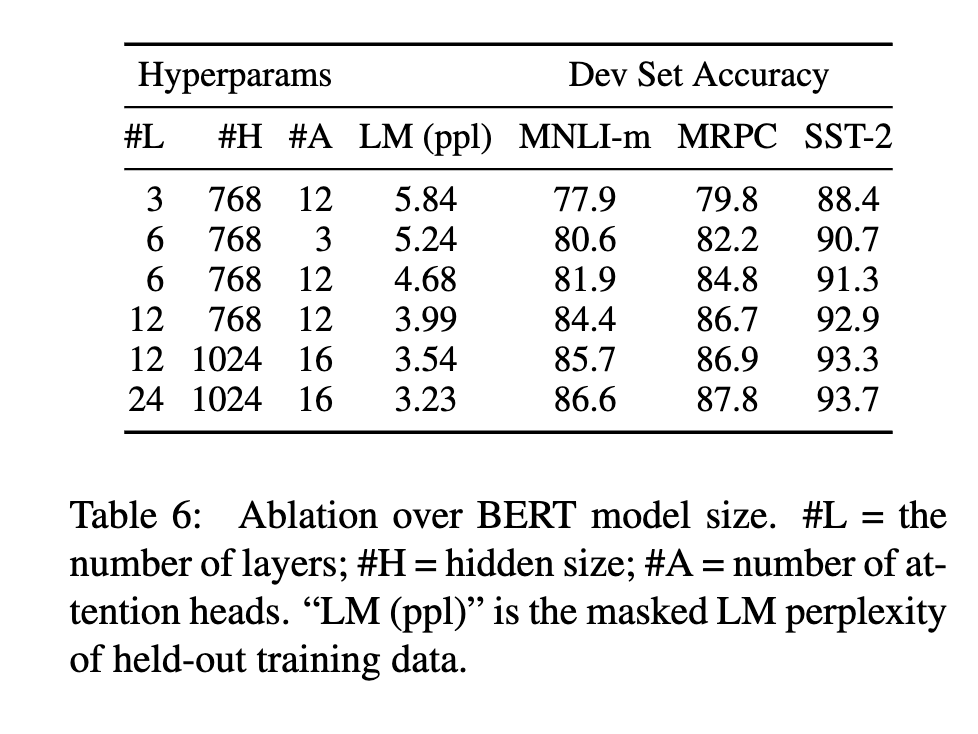 Hyperparams Dev Set Accuracy
#L #H #A LM (ppl) MNLI-m MRPC SST-2
3 768 12 5.84 77.9 79.8 88.4
6 768 3 5.24 80.6 82.2 90.7
6 768 12 4.68 81.9 84.8 91.3
12 768 12 3.99 84.4 86.7 92.9
12 1024 16 3.54 85.7 86.9 93.3
24 1024 16 3.23 86.6 87.8 93.7
Table 6: Ablation over BERT model size. #L = the
number of layers; #H = hidden size; #A = number of at-
tention heads. “LM (ppl)” is the masked LM perplexity
of held-out training data.